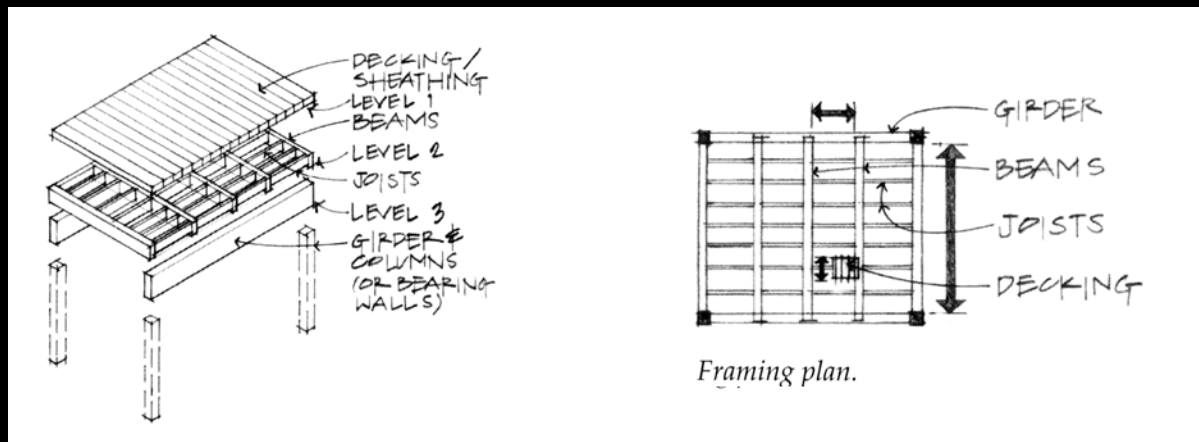 DECKING/
SHEATHING
LEVEL 1
BEAMS
LEVEL 2
JOISTS
LEVEL 3
GIRDER &
COLUMNS
(OR BEARING
WALLS)
GIRDER
BEAMS
JOISTS
DECKING
Framing plan.